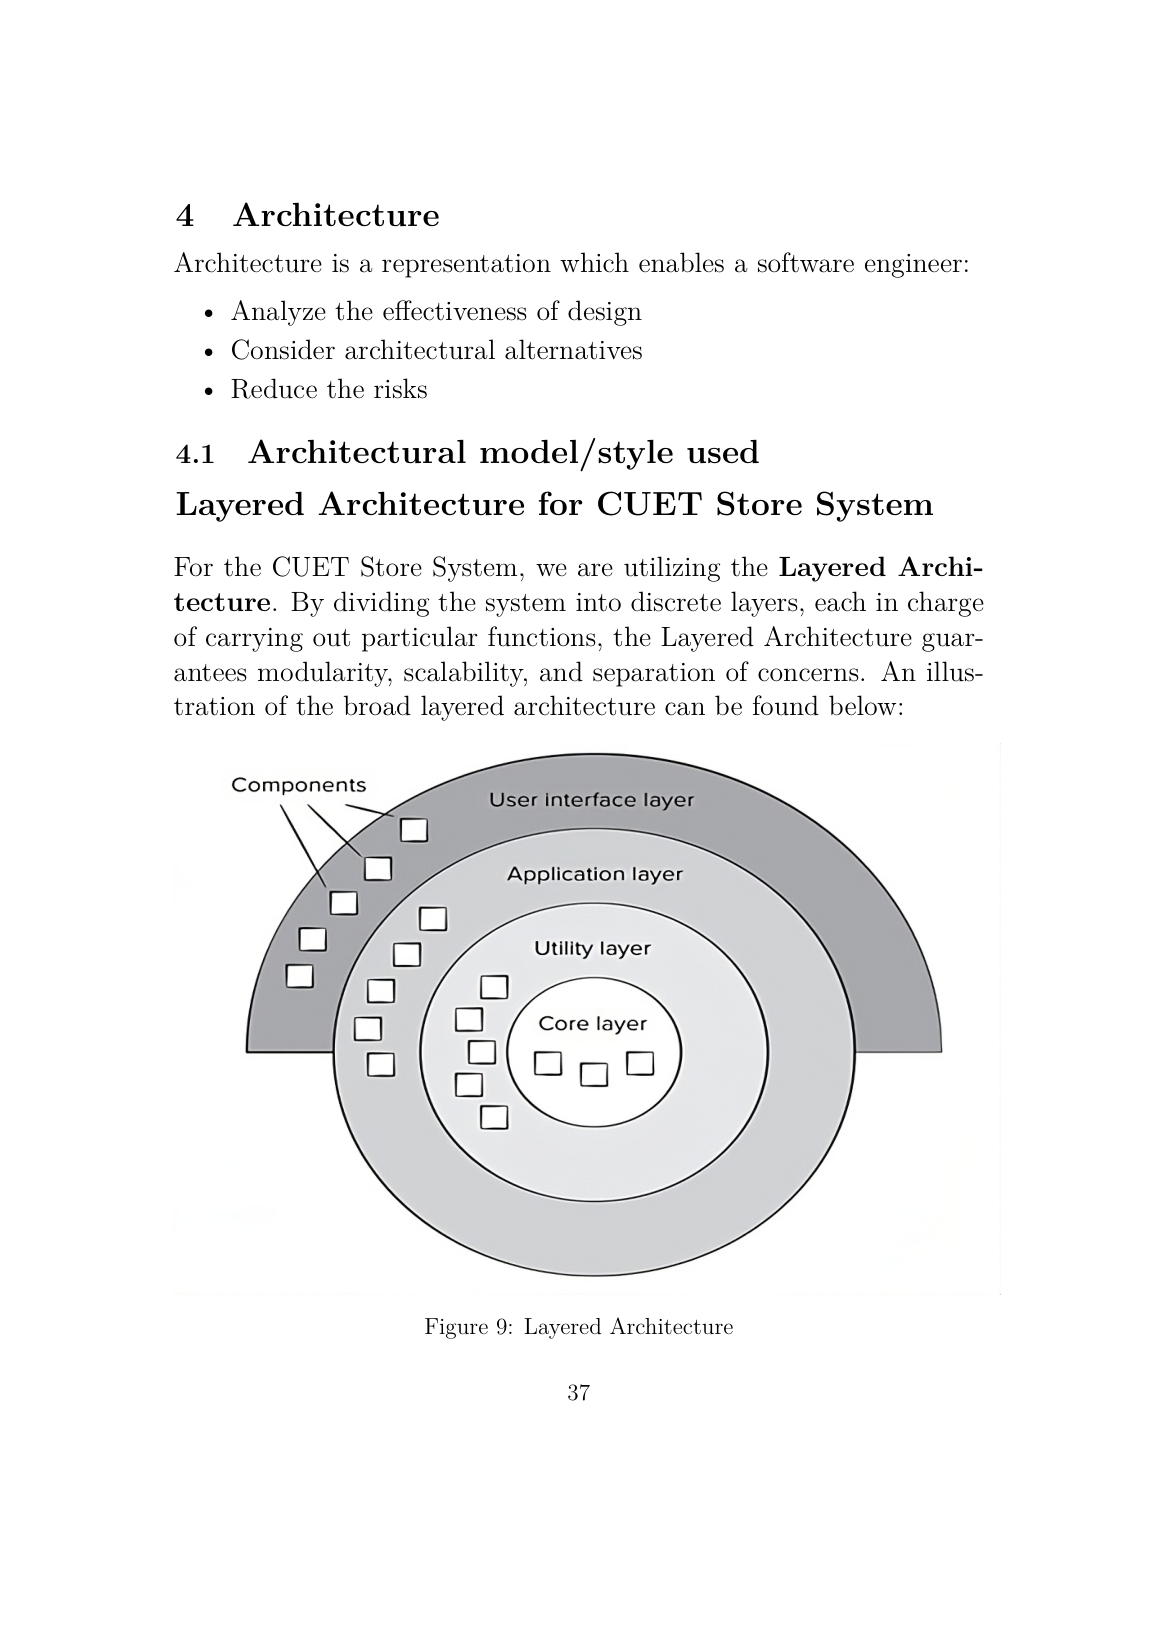 4 Architecture
Architecture is a representation which enables a software engineer:
• Analyze the effectiveness of design
• Consider architectural alternatives
• Reduce the risks
4.1 Architectural model/style used
Layered Architecture for CUET Store System
For the CUET Store System, we are utilizing the Layered Archi-
tecture. By dividing the system into discrete layers, each in charge
of carrying out particular functions, the Layered Architecture guar-
antees modularity, scalability, and separation of concerns. An illus-
tration of the broad layered architecture can be found below:
Components
User interface layer
Application layer
Utility layer
Core layer
Figure 9: Layered Architecture
37